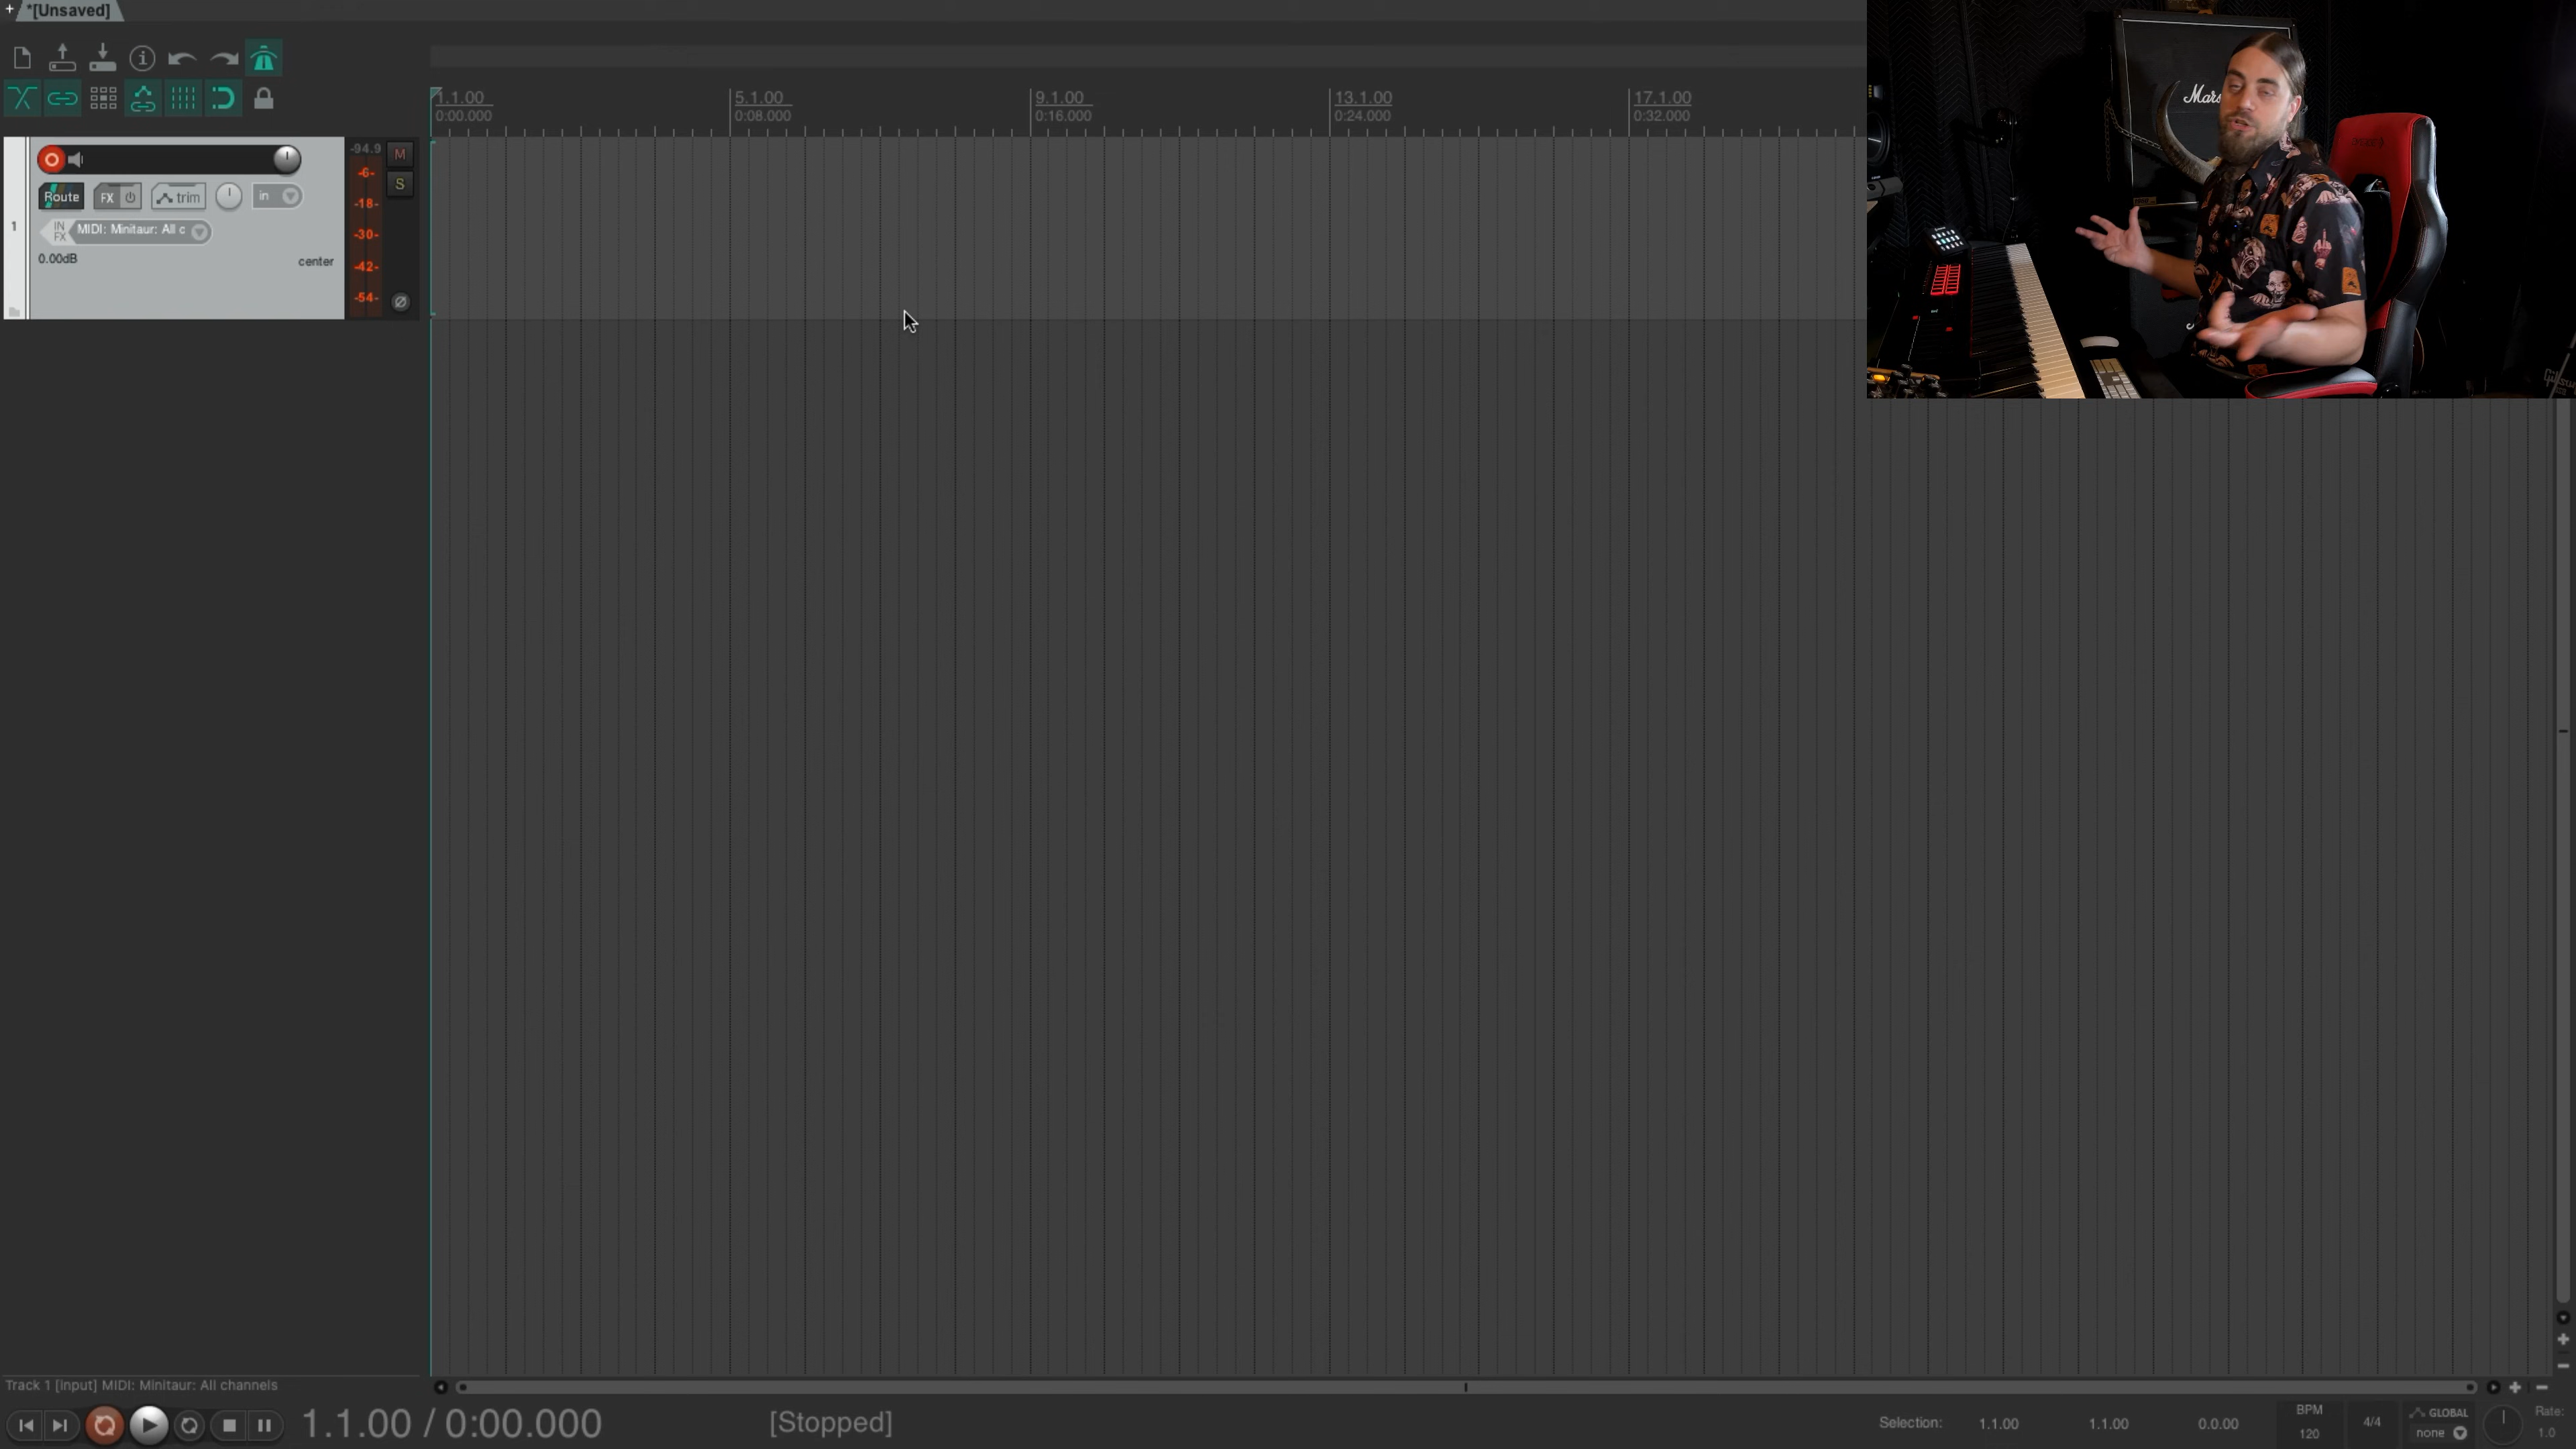 + *[Unsaved]
1.1.00 5.1.00 9.1.00 13.1.00 17.1.00
0:00.000 0:08.000 0:16.000 0:24.000 0:32.000
-94.9 M
-6-
S
Route FX trim in
-18-
1 IN FX MIDI: Minitaur: All c
-30-
0.00dB center
-42-
-54-
Track 1 [input] MIDI: Minitaur: All channels
1.1.00 / 0:00.000
[Stopped]
Selection: 1.1.00 1.1.00 0.0.00
BPM
120
4/4
GLOBAL
none
Rate:
1.0